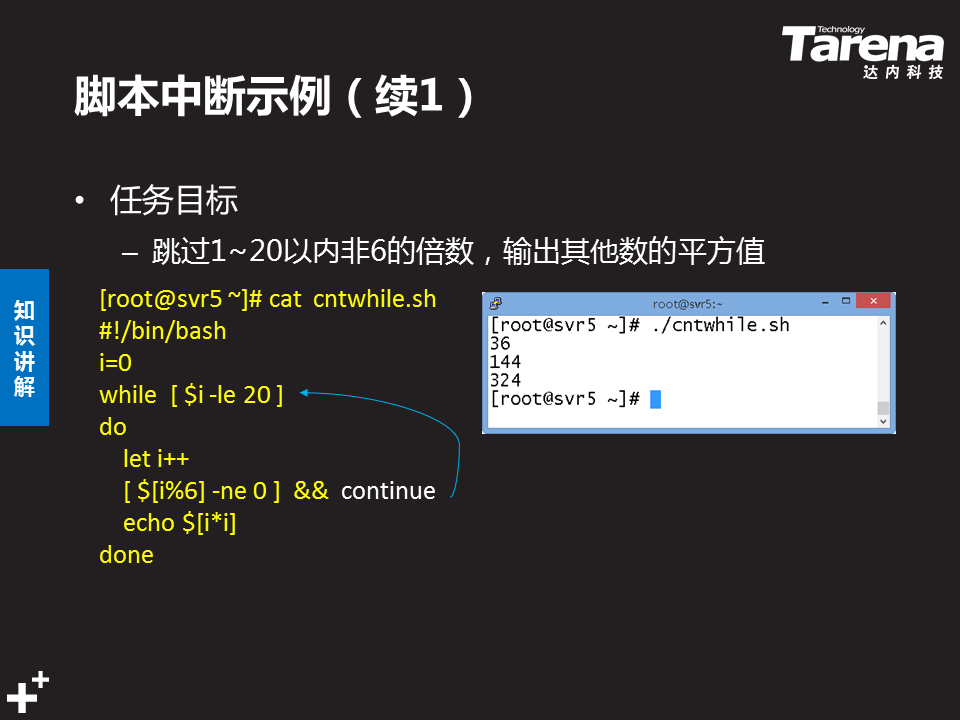 Technology
Tarena
达内科技
脚本中断示例（续1）
• 任务目标
– 跳过1~20以内非6的倍数，输出其他数的平方值
知识讲解
[root@svr5 ~]# cat cntwhile.sh
#!/bin/bash
i=0
while [ $i -le 20 ]
do
let i++
[ $[i%6] -ne 0 ] && continue
echo $[i*i]
done
root@svr5:~
[root@svr5 ~]# ./cntwhile.sh
36
144
324
[root@svr5 ~]#